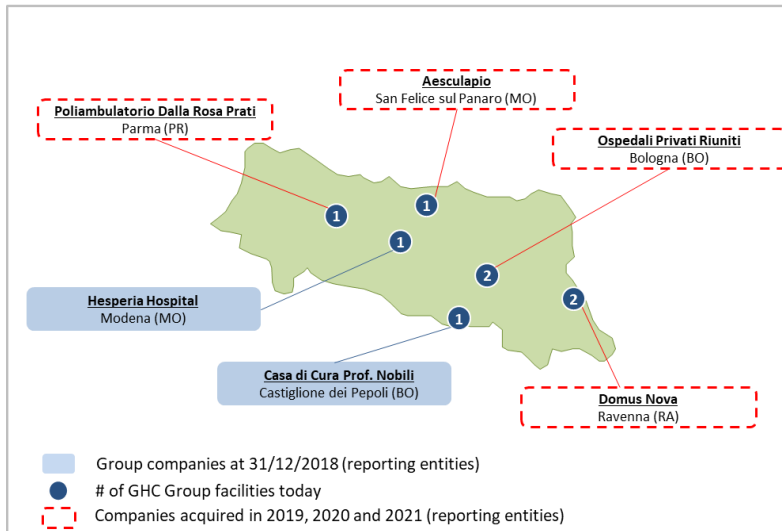 Aesculapio
San Felice sul Panaro (MO)
Poliambulatorio Dalla Rosa Prati
Parma (PR)
Ospedali Privati Riuniti
Bologna (BO)
1
1
1
2
2
1
Hesperia Hospital
Modena (MO)
Casa di Cura Prof. Nobili
Castiglione dei Pepoli (BO)
Domus Nova
Ravenna (RA)
Group companies at 31/12/2018 (reporting entities)
# of GHC Group facilities today
Companies acquired in 2019, 2020 and 2021 (reporting entities)